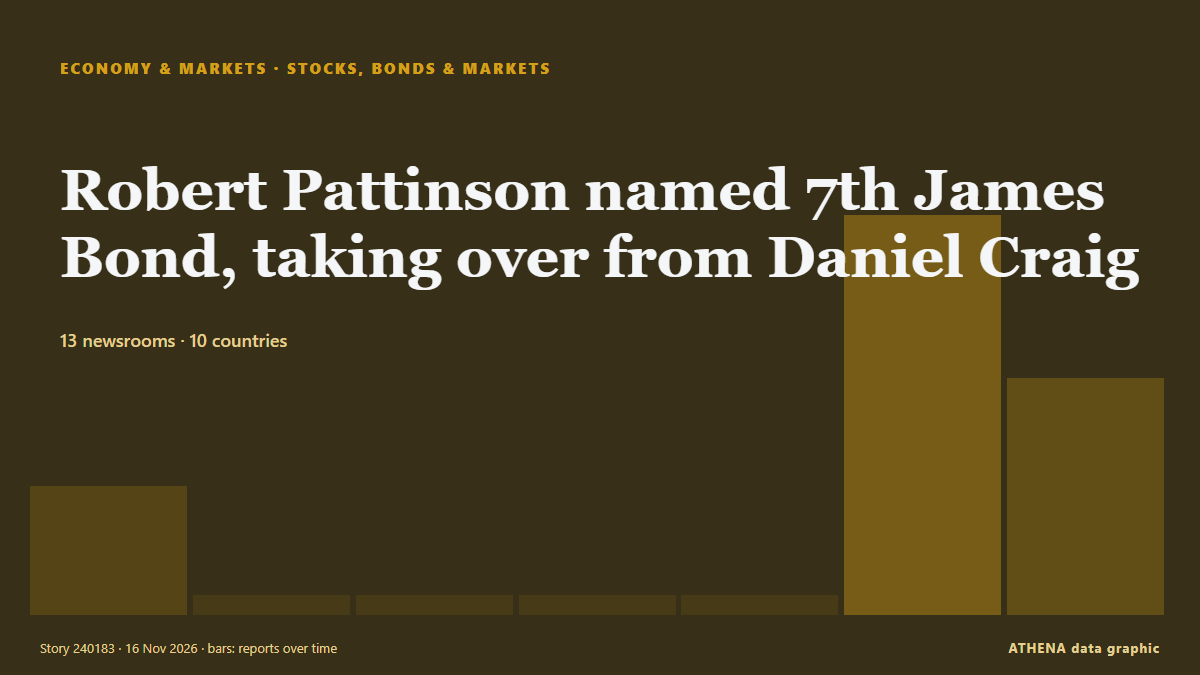 ECONOMY & MARKETS · STOCKS, BONDS & MARKETS
Robert Pattinson named 7th James
Bond, taking over from Daniel Craig
13 newsrooms · 10 countries
Story 240183 · 16 Nov 2026 · bars: reports over time
ATHENA data graphic